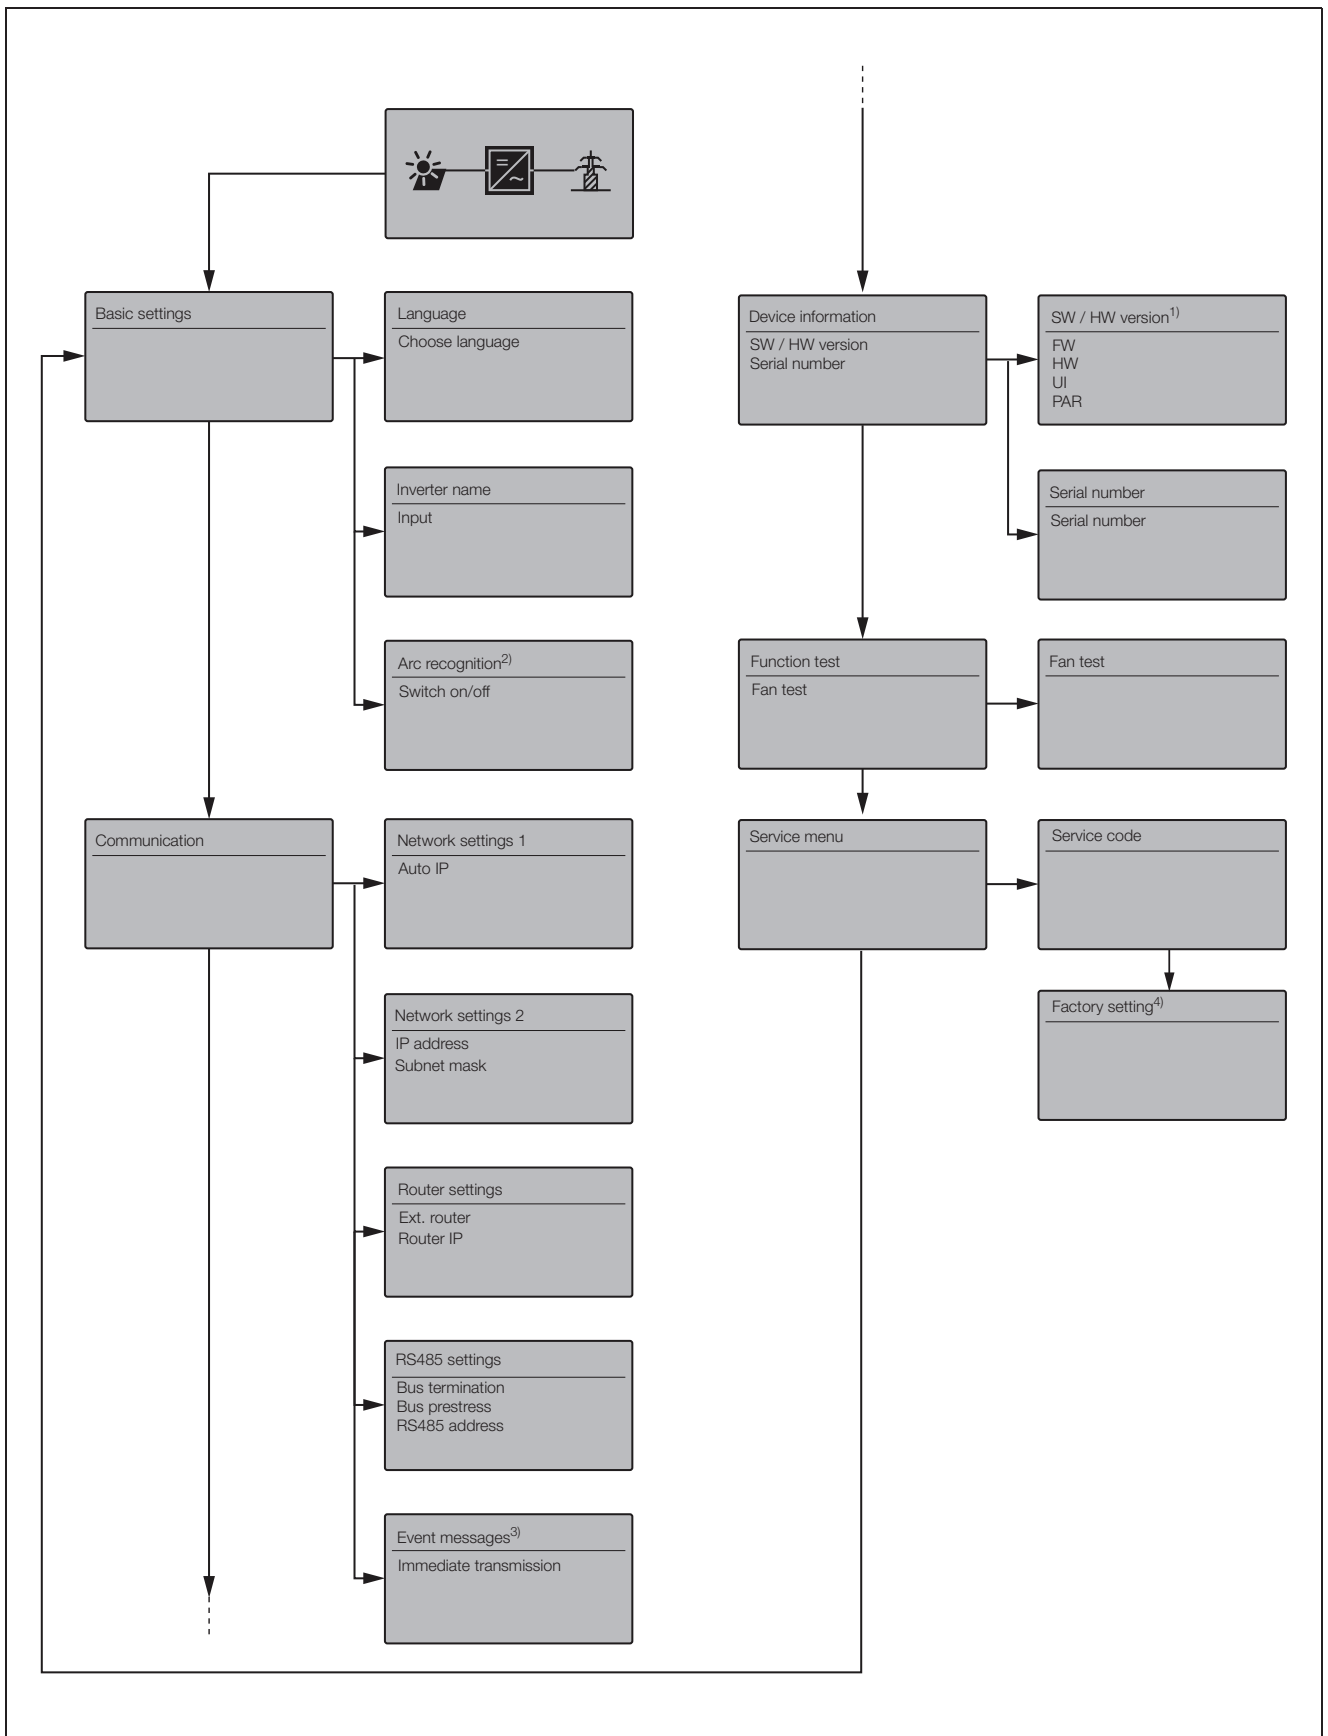 Basic settings
Language
Choose language
Inverter name
Input
Arc recognition2)
Switch on/off
Communication
Network settings 1
Auto IP
Network settings 2
IP address
Subnet mask
Router settings
Ext. router
Router IP
RS485 settings
Bus termination
Bus prestress
RS485 address
Event messages3)
Immediate transmission
Device information
SW / HW version
Serial number
SW / HW version1)
FW
HW
UI
PAR
Serial number
Serial number
Function test
Fan test
Fan test
Service menu
Service code
Factory setting4)